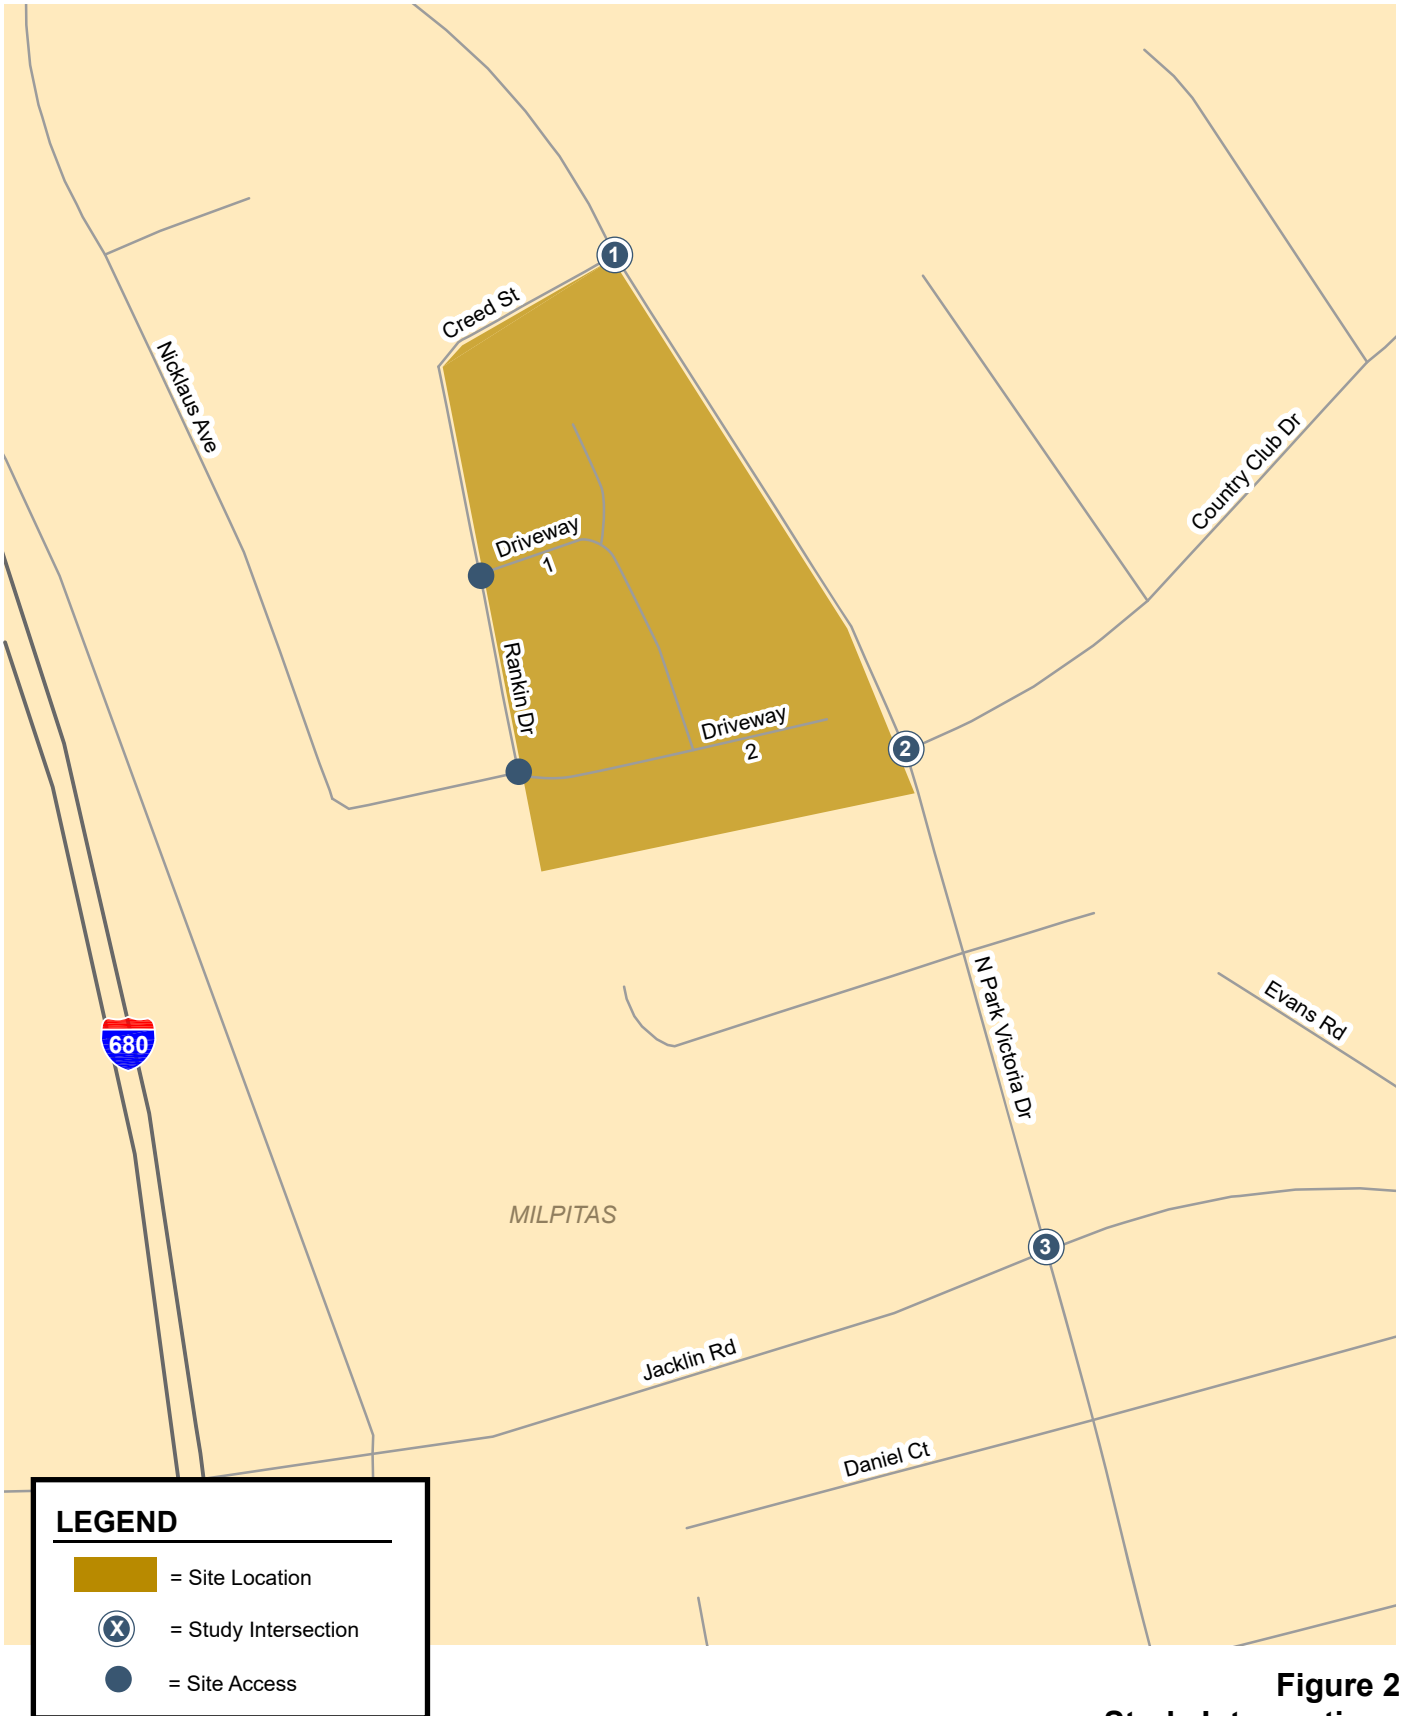 1
Creed St
Nicklaus Ave
Country Club Dr
Driveway
1
Rankin Dr
Driveway
2
2
N Park Victoria Dr
Evans Rd
680
MILPITAS
3
Jacklin Rd
Daniel Ct
LEGEND
= Site Location
X = Study Intersection
= Site Access
Figure 2